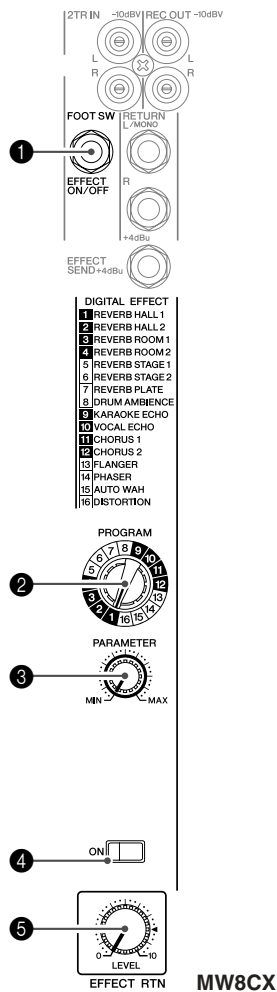 2TR IN -10dBV REC OUT -10dBV
L L
R R
FOOT SW RETURN
L/MONO
1
EFFECT
ON/OFF
R
+4dBu
EFFECT
SEND +4dBu
DIGITAL EFFECT
1 REVERB HALL 1
2 REVERB HALL 2
3 REVERB ROOM 1
4 REVERB ROOM 2
5 REVERB STAGE 1
6 REVERB STAGE 2
7 REVERB PLATE
8 DRUM AMBIENCE
9 KARAOKE ECHO
10 VOCAL ECHO
11 CHORUS 1
12 CHORUS 2
13 FLANGER
14 PHASER
15 AUTO WAH
16 DISTORTION
PROGRAM
2
1 2 3 4 5 6 7 8 9 10 11 12 13 14 15 16
PARAMETER
3
MIN MAX
4
ON
5
0 10
LEVEL
EFFECT RTN
MW8CX